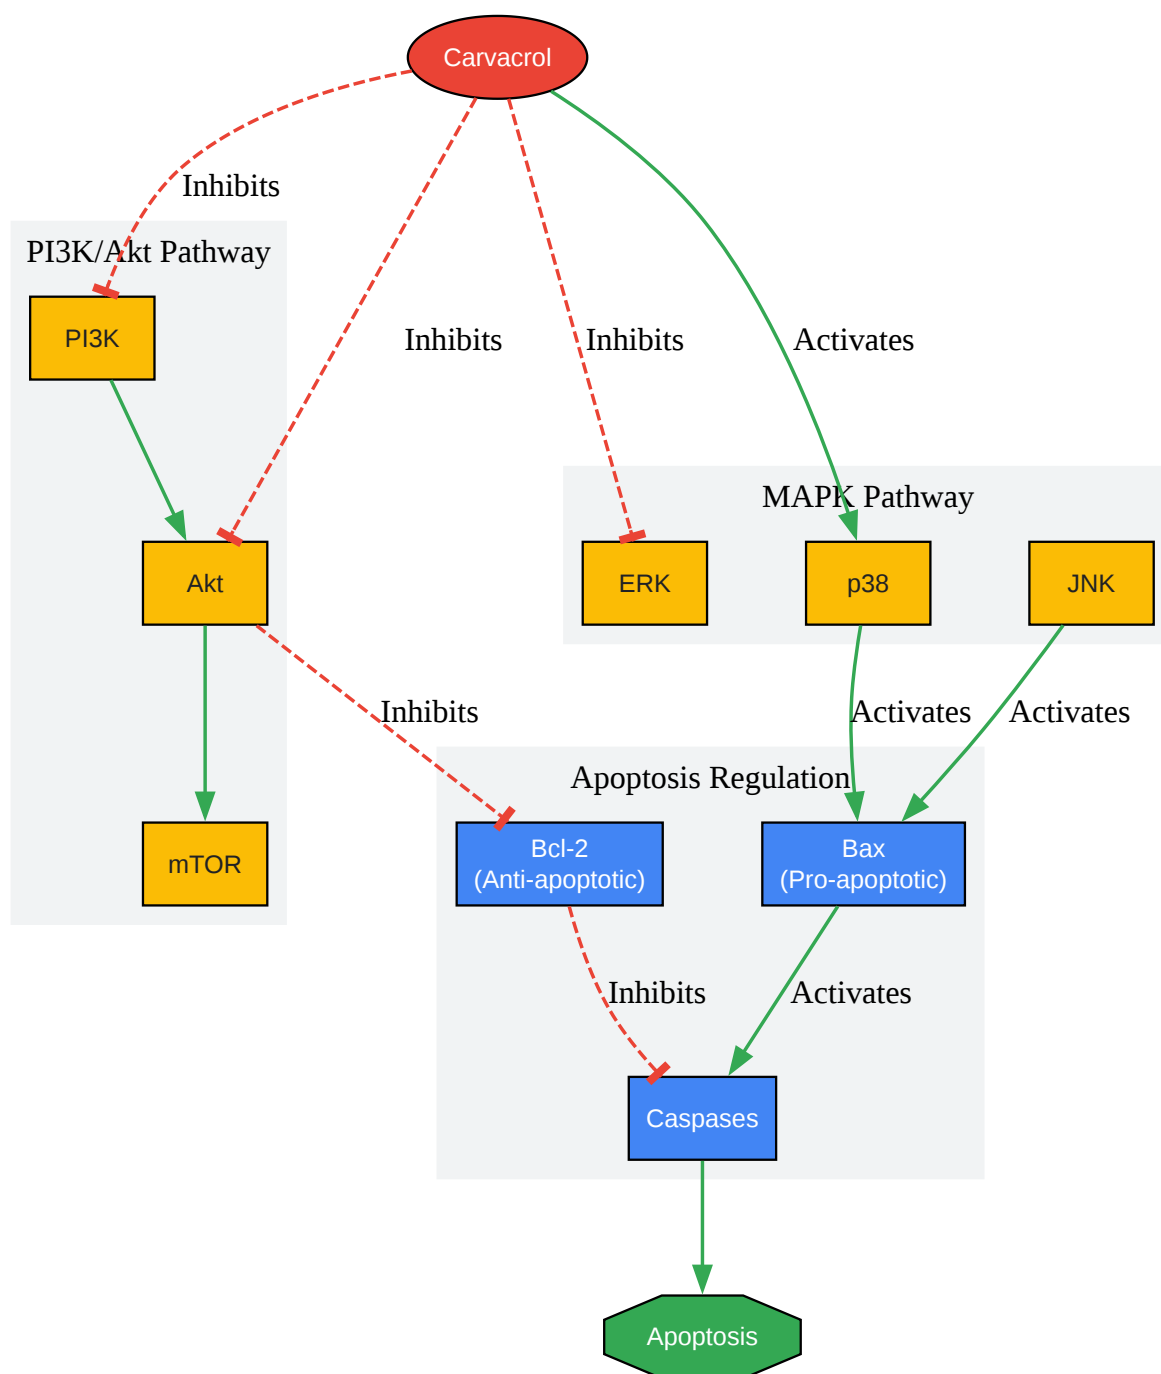 Carvacrol
Inhibits
PI3K/Akt Pathway
PI3K
Inhibits
Inhibits
Activates
MAPK Pathway
Akt
ERK
p38
JNK
Inhibits
Activates
Activates
Apoptosis Regulation
mTOR
Bcl-2
(Anti-apoptotic)
Bax
(Pro-apoptotic)
Inhibits
Activates
Caspases
Apoptosis